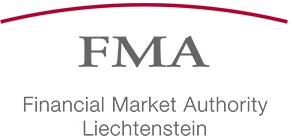 FMA
Financial Market Authority
Liechtenstein